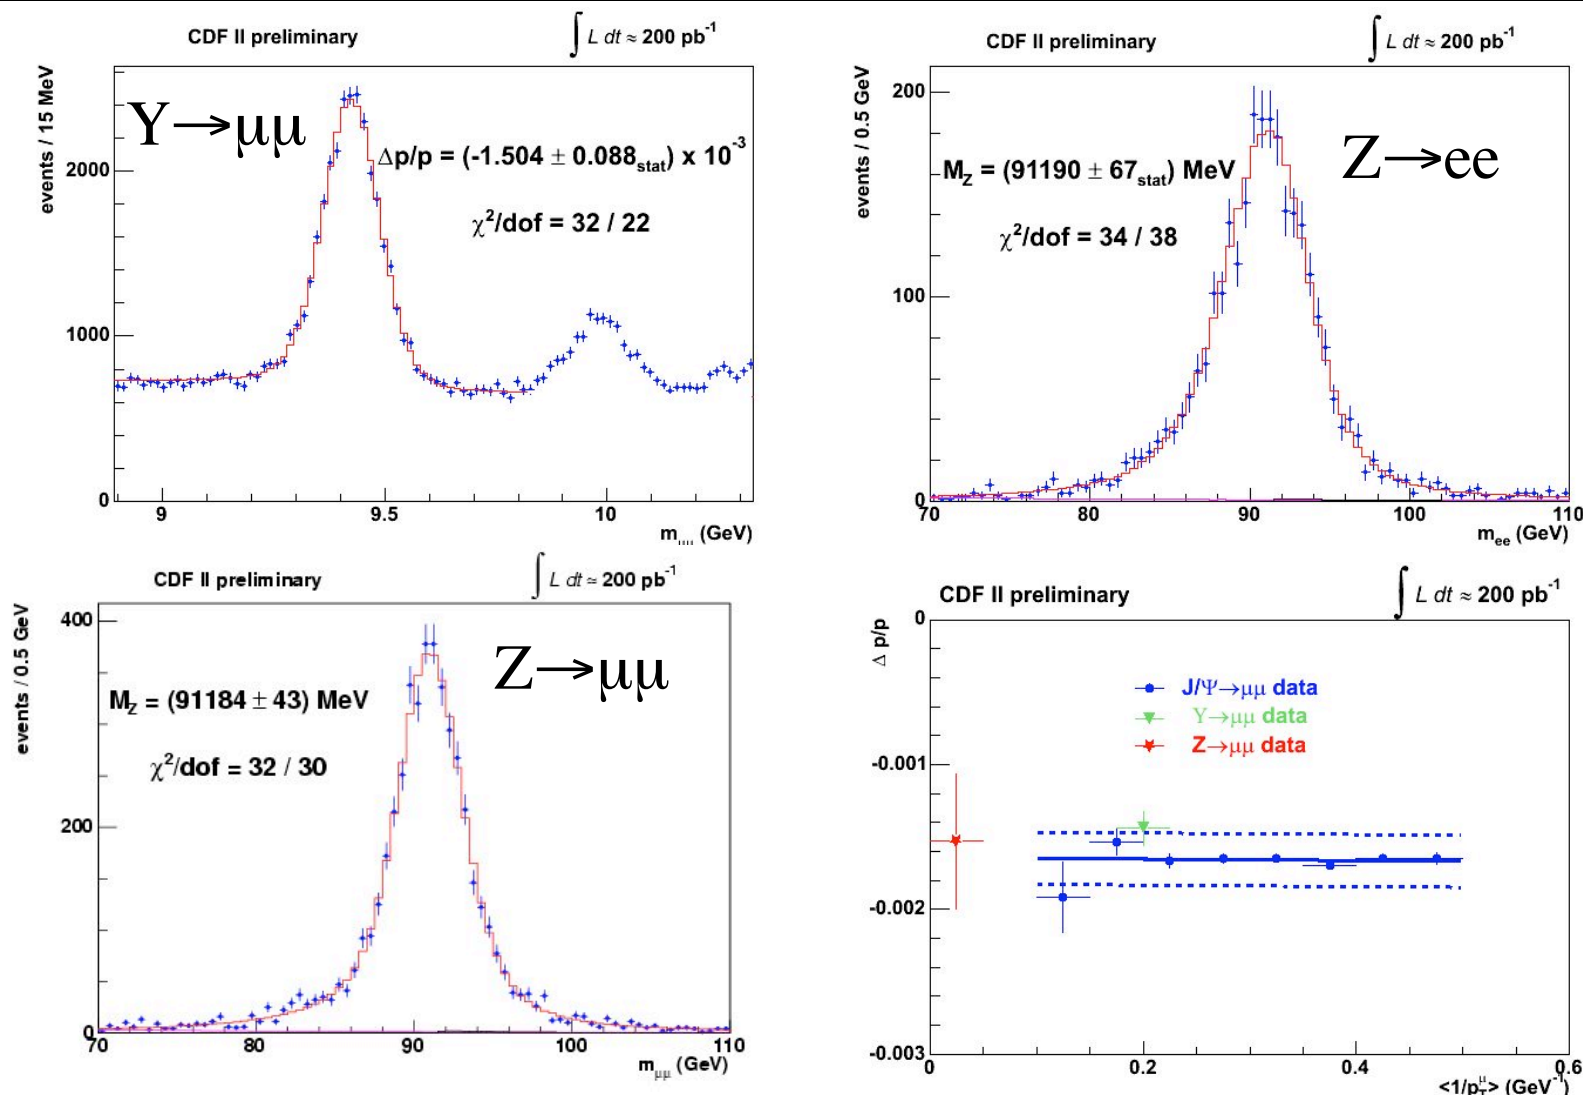 CDF II preliminary
∫ L dt ≈ 200 pb⁻¹
events / 15 MeV
Υ→μμ
Δp/p = (-1.504 ± 0.088stat) x 10⁻³
χ²/dof = 32 / 22
2000
1000
0
9
9.5
10
mμμ (GeV)
CDF II preliminary
∫ L dt ≈ 200 pb⁻¹
events / 0.5 GeV
Z→ee
MZ = (91190 ± 67stat) MeV
χ²/dof = 34 / 38
200
100
0
70
80
90
100
110
mee (GeV)
CDF II preliminary
∫ L dt ≈ 200 pb⁻¹
events / 0.5 GeV
Z→μμ
MZ = (91184 ± 43) MeV
χ²/dof = 32 / 30
400
200
0
70
80
90
100
110
mμμ (GeV)
CDF II preliminary
∫ L dt ≈ 200 pb⁻¹
Δ p/p
J/Ψ→μμ data
Υ→μμ data
Z→μμ data
0
-0.001
-0.002
-0.003
0
0.2
0.4
0.6
<1/pTμ> (GeV⁻¹)